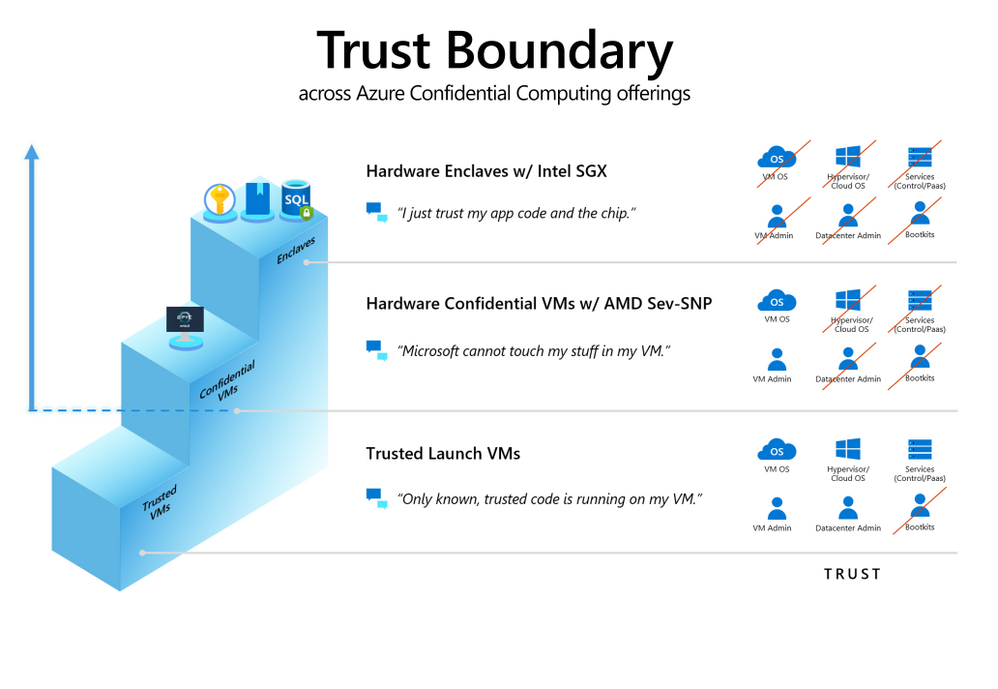 Trust Boundary
across Azure Confidential Computing offerings
Hardware Enclaves w/ Intel SGX
“I just trust my app code and the chip.”
OS
VM OS
Hypervisor/
Cloud OS
Services
(Control/Paas)
VM Admin
Datacenter Admin
Bootkits
SQL
Enclaves
Hardware Confidential VMs w/ AMD Sev-SNP
“Microsoft cannot touch my stuff in my VM.”
OS
VM OS
Hypervisor/
Cloud OS
Services
(Control/Paas)
VM Admin
Datacenter Admin
Bootkits
EPYC
AMD
Confidential
VMs
Trusted Launch VMs
“Only known, trusted code is running on my VM.”
OS
VM OS
Hypervisor/
Cloud OS
Services
(Control/Paas)
VM Admin
Datacenter Admin
Bootkits
Trusted
VMs
TRUST